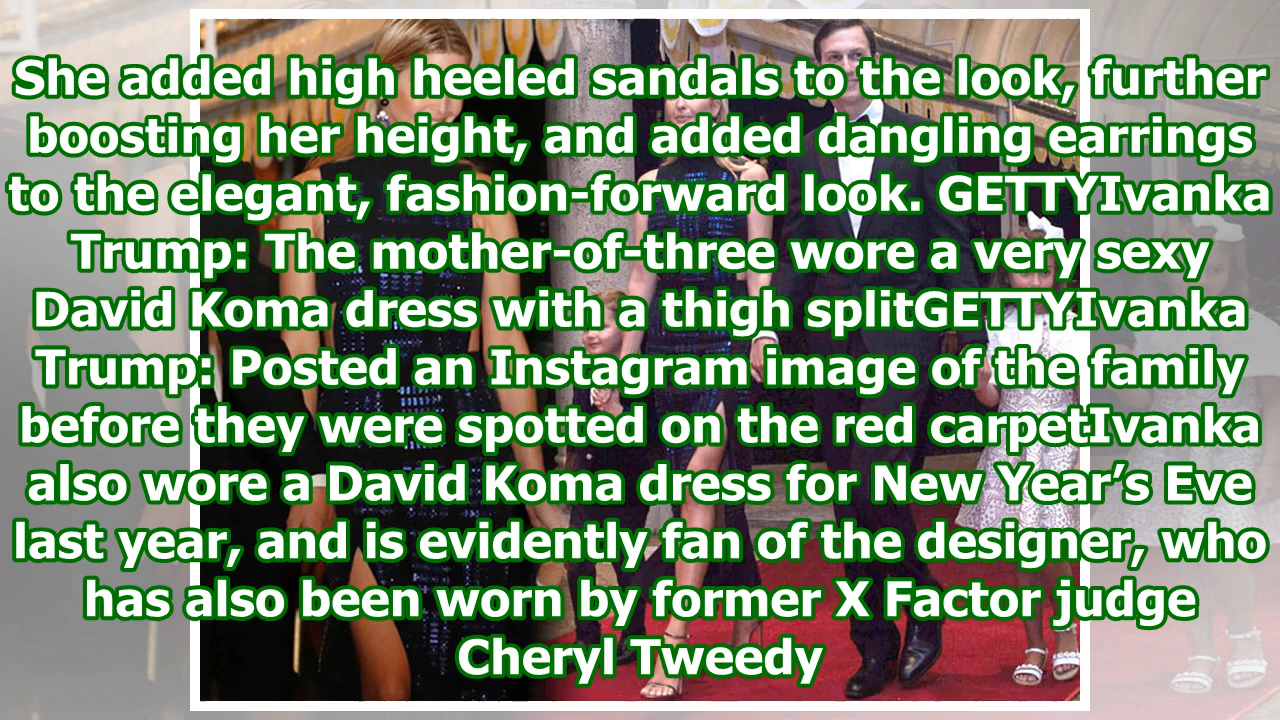 She added high heeled sandals to the look, further
boosting her height, and added dangling earrings
to the elegant, fashion-forward look. GETTYIvanka
Trump: The mother-of-three wore a very sexy
David Koma dress with a thigh splitGETTYIvanka
Trump: Posted an Instagram image of the family
before they were spotted on the red carpetIvanka
also wore a David Koma dress for New Year’s Eve
last year, and is evidently fan of the designer, who
has also been worn by former X Factor judge
Cheryl Tweedy